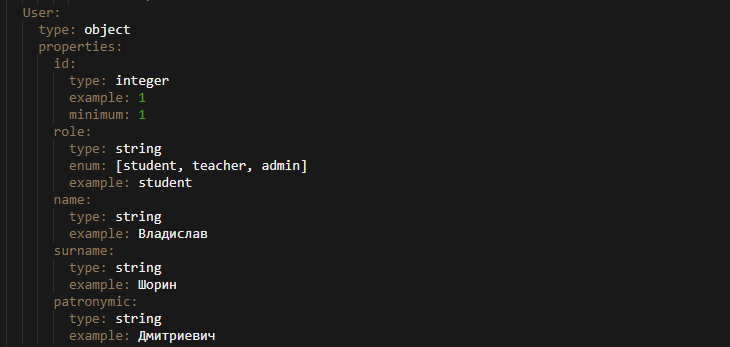 User:
type: object
properties:
id:
type: integer
example: 1
minimum: 1
role:
type: string
enum: [student, teacher, admin]
example: student
name:
type: string
example: Владислав
surname:
type: string
example: Шорин
patronymic:
type: string
example: Дмитриевич